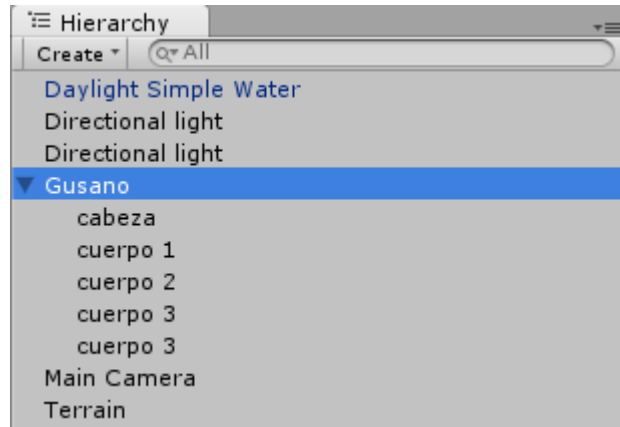 Hierarchy
Create All
Daylight Simple Water
Directional light
Directional light
Gusano
cabeza
cuerpo 1
cuerpo 2
cuerpo 3
cuerpo 3
Main Camera
Terrain